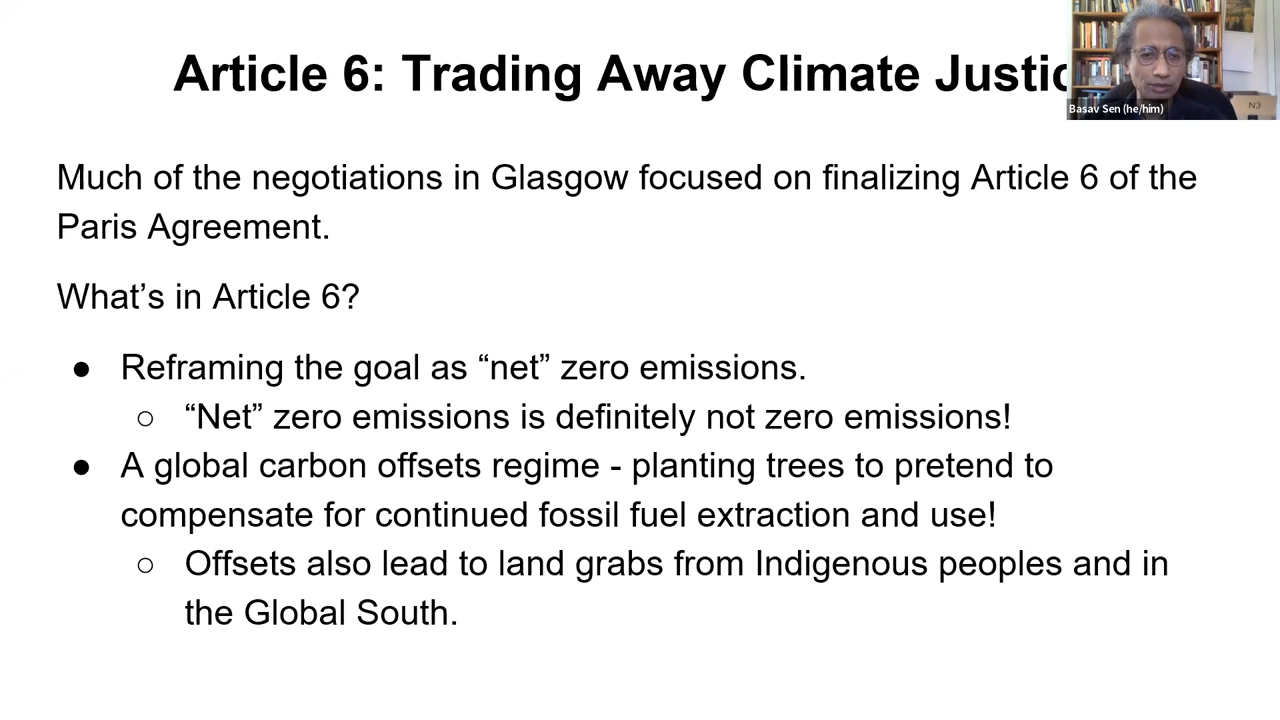 Article 6: Trading Away Climate Justic
Basav Sen (he/him)
N3
Much of the negotiations in Glasgow focused on finalizing Article 6 of the
Paris Agreement.
What’s in Article 6?
● Reframing the goal as “net” zero emissions.
○ “Net” zero emissions is definitely not zero emissions!
● A global carbon offsets regime - planting trees to pretend to
compensate for continued fossil fuel extraction and use!
○ Offsets also lead to land grabs from Indigenous peoples and in
the Global South.